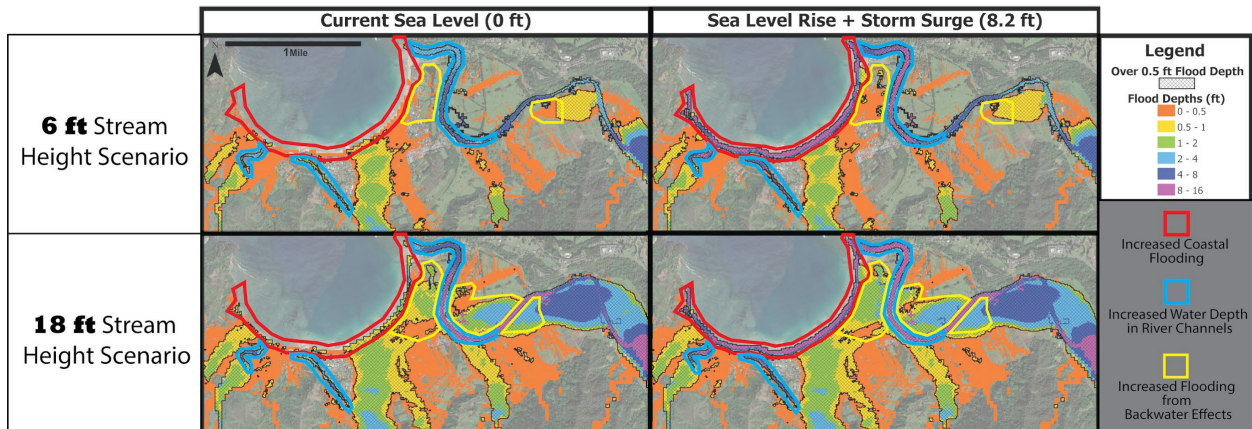 Current Sea Level (0 ft)
Sea Level Rise + Storm Surge (8.2 ft)
1 Mile
6 ft Stream
Height Scenario
18 ft Stream
Height Scenario
Legend
Over 0.5 ft Flood Depth
Flood Depths (ft)
0 - 0.5
0.5 - 1
1 - 2
2 - 4
4 - 8
8 - 16
Increased Coastal
Flooding
Increased Water Depth
in River Channels
Increased Flooding
from
Backwater Effects